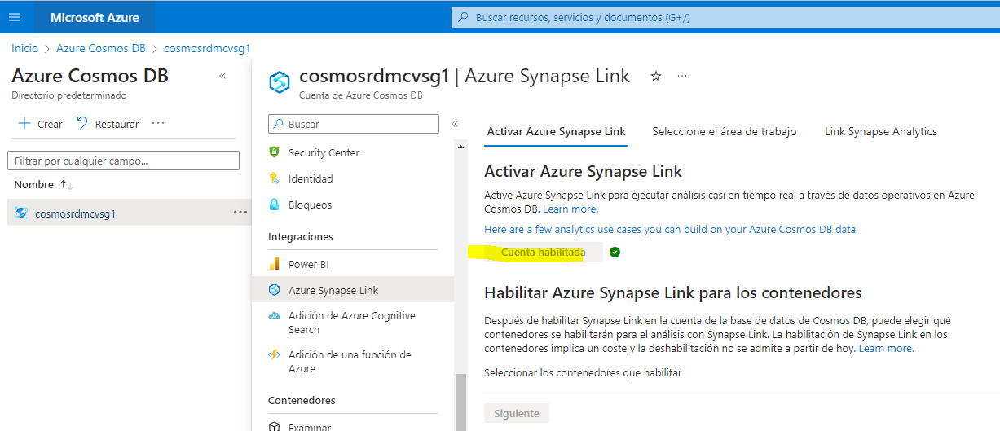 Microsoft Azure
Buscar recursos, servicios y documentos (G+/)
Inicio > Azure Cosmos DB > cosmosrdmcvsg1
Azure Cosmos DB
Directorio predeterminado
Crear
Restaurar
Filtrar por cualquier campo...
Nombre
cosmosrdmcvsg1
cosmosrdmcvsg1 | Azure Synapse Link
Cuenta de Azure Cosmos DB
Buscar
Security Center
Identidad
Bloqueos
Integraciones
Power BI
Azure Synapse Link
Adición de Azure Cognitive
Search
Adición de una función de
Azure
Contenedores
Examinar
Activar Azure Synapse Link
Seleccione el área de trabajo
Link Synapse Analytics
Activar Azure Synapse Link
Active Azure Synapse Link para ejecutar análisis casi en tiempo real a través de datos operativos en Azure
Cosmos DB. Learn more.
Here are a few analytics use cases you can build on your Azure Cosmos DB data.
Cuenta habilitada
Habilitar Azure Synapse Link para los contenedores
Después de habilitar Synapse Link en la cuenta de la base de datos de Cosmos DB, puede elegir qué
contenedores se habilitarán para el análisis con Synapse Link. La habilitación de Synapse Link en los
contenedores implica un coste y la deshabilitación no se admite a partir de hoy. Learn more.
Seleccionar los contenedores que habilitar
Siguiente